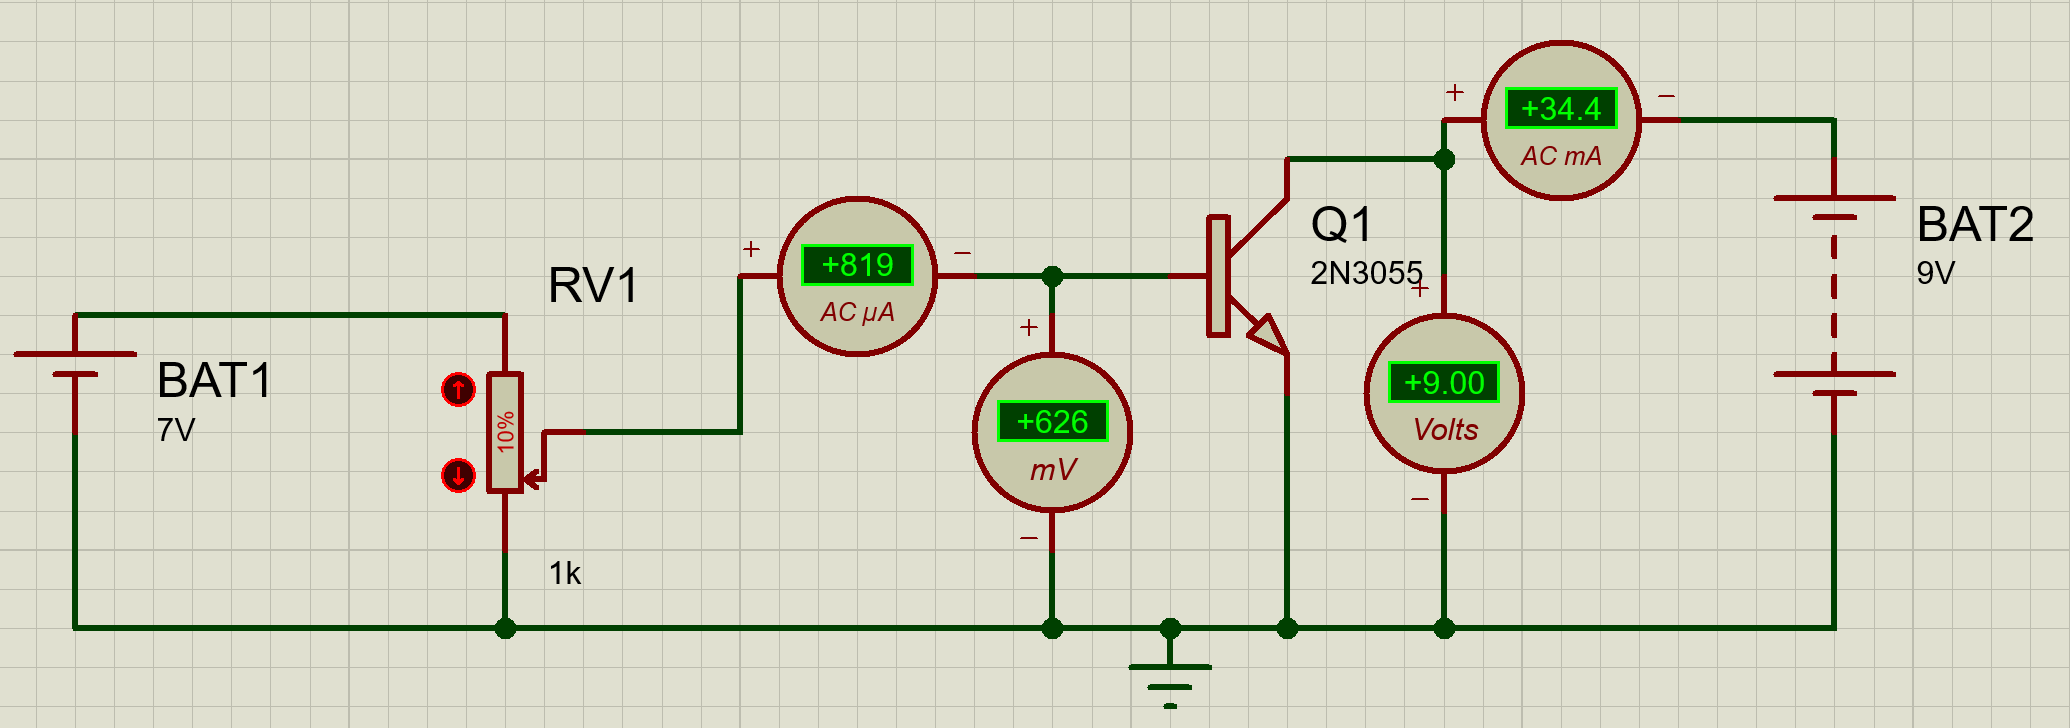 +34.4
AC mA
+
−
Q1
2N3055
BAT2
9V
+819
AC µA
+
−
RV1
BAT1
7V
10%
1k
+
+626
mV
−
+
+9.00
Volts
−